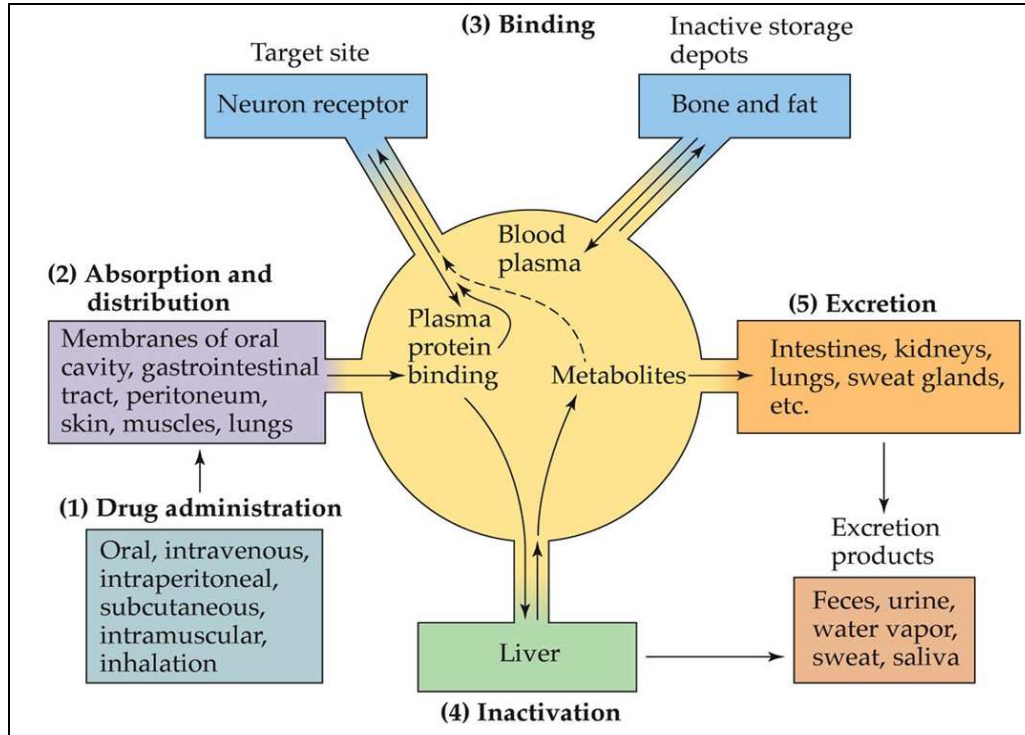 (3) Binding
Target site
Neuron receptor
Inactive storage
depots
Bone and fat
Blood
plasma
(2) Absorption and
distribution
Membranes of oral
cavity, gastrointestinal
tract, peritoneum,
skin, muscles, lungs
Plasma
protein
binding
Metabolites
(5) Excretion
Intestines, kidneys,
lungs, sweat glands,
etc.
(1) Drug administration
Oral, intravenous,
intraperitoneal,
subcutaneous,
intramuscular,
inhalation
Excretion
products
Feces, urine,
water vapor,
sweat, saliva
Liver
(4) Inactivation